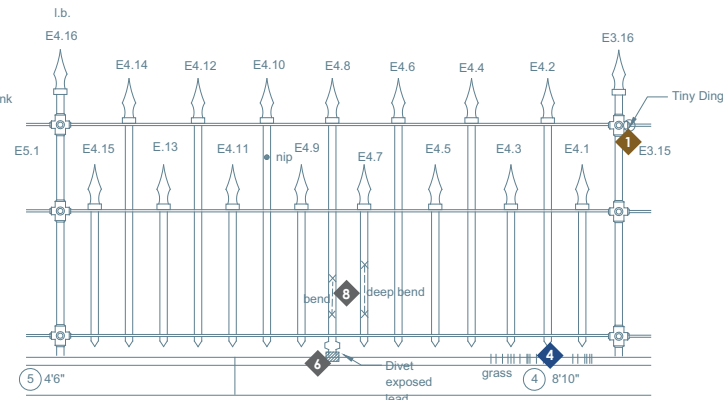 l.b.
E4.16
E3.16
E4.14
E4.12
E4.10
E4.8
E4.6
E4.4
E4.2
nk
Tiny Ding
1
E5.1
E4.15
E.13
E4.11
nip
E4.9
E4.7
E4.5
E4.3
E4.1
E3.15
bend
8
deep bend
6
4
Divet
exposed
lead
grass
5 4'6"
4 8'10"